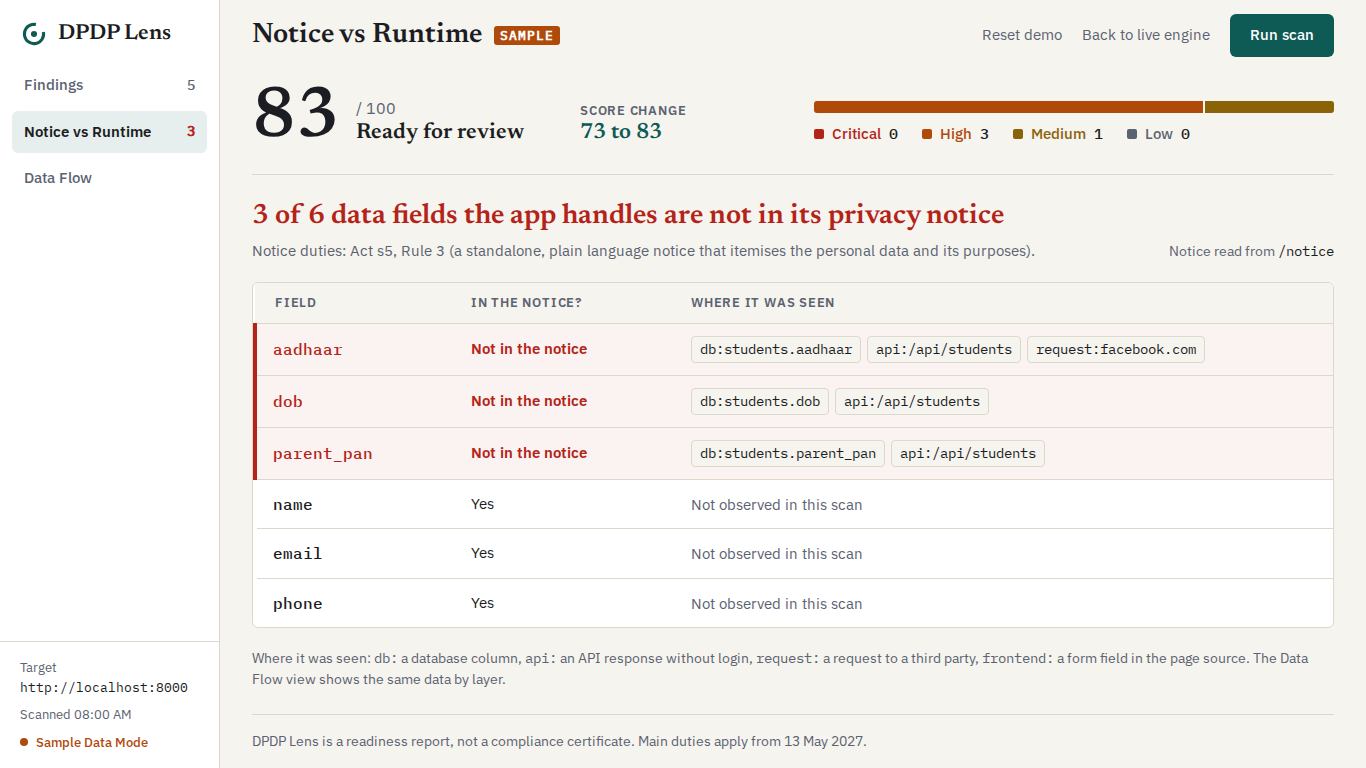 DPDP Lens
Findings 5
Notice vs Runtime 3
Data Flow
Target
http://localhost:8000
Scanned 08:00 AM
Sample Data Mode
Notice vs Runtime SAMPLE
Reset demo Back to live engine Run scan
83 / 100
Ready for review
SCORE CHANGE
73 to 83
Critical 0 High 3 Medium 1 Low 0
3 of 6 data fields the app handles are not in its privacy notice
Notice duties: Act s5, Rule 3 (a standalone, plain language notice that itemises the personal data and its purposes). Notice read from /notice
FIELD IN THE NOTICE? WHERE IT WAS SEEN
aadhaar Not in the notice db:students.aadhaar api:/api/students request:facebook.com
dob Not in the notice db:students.dob api:/api/students
parent_pan Not in the notice db:students.parent_pan api:/api/students
name Yes Not observed in this scan
email Yes Not observed in this scan
phone Yes Not observed in this scan
Where it was seen: db: a database column, api: an API response without login, request: a request to a third party, frontend: a form field in the page source. The Data
Flow view shows the same data by layer.
DPDP Lens is a readiness report, not a compliance certificate. Main duties apply from 13 May 2027.